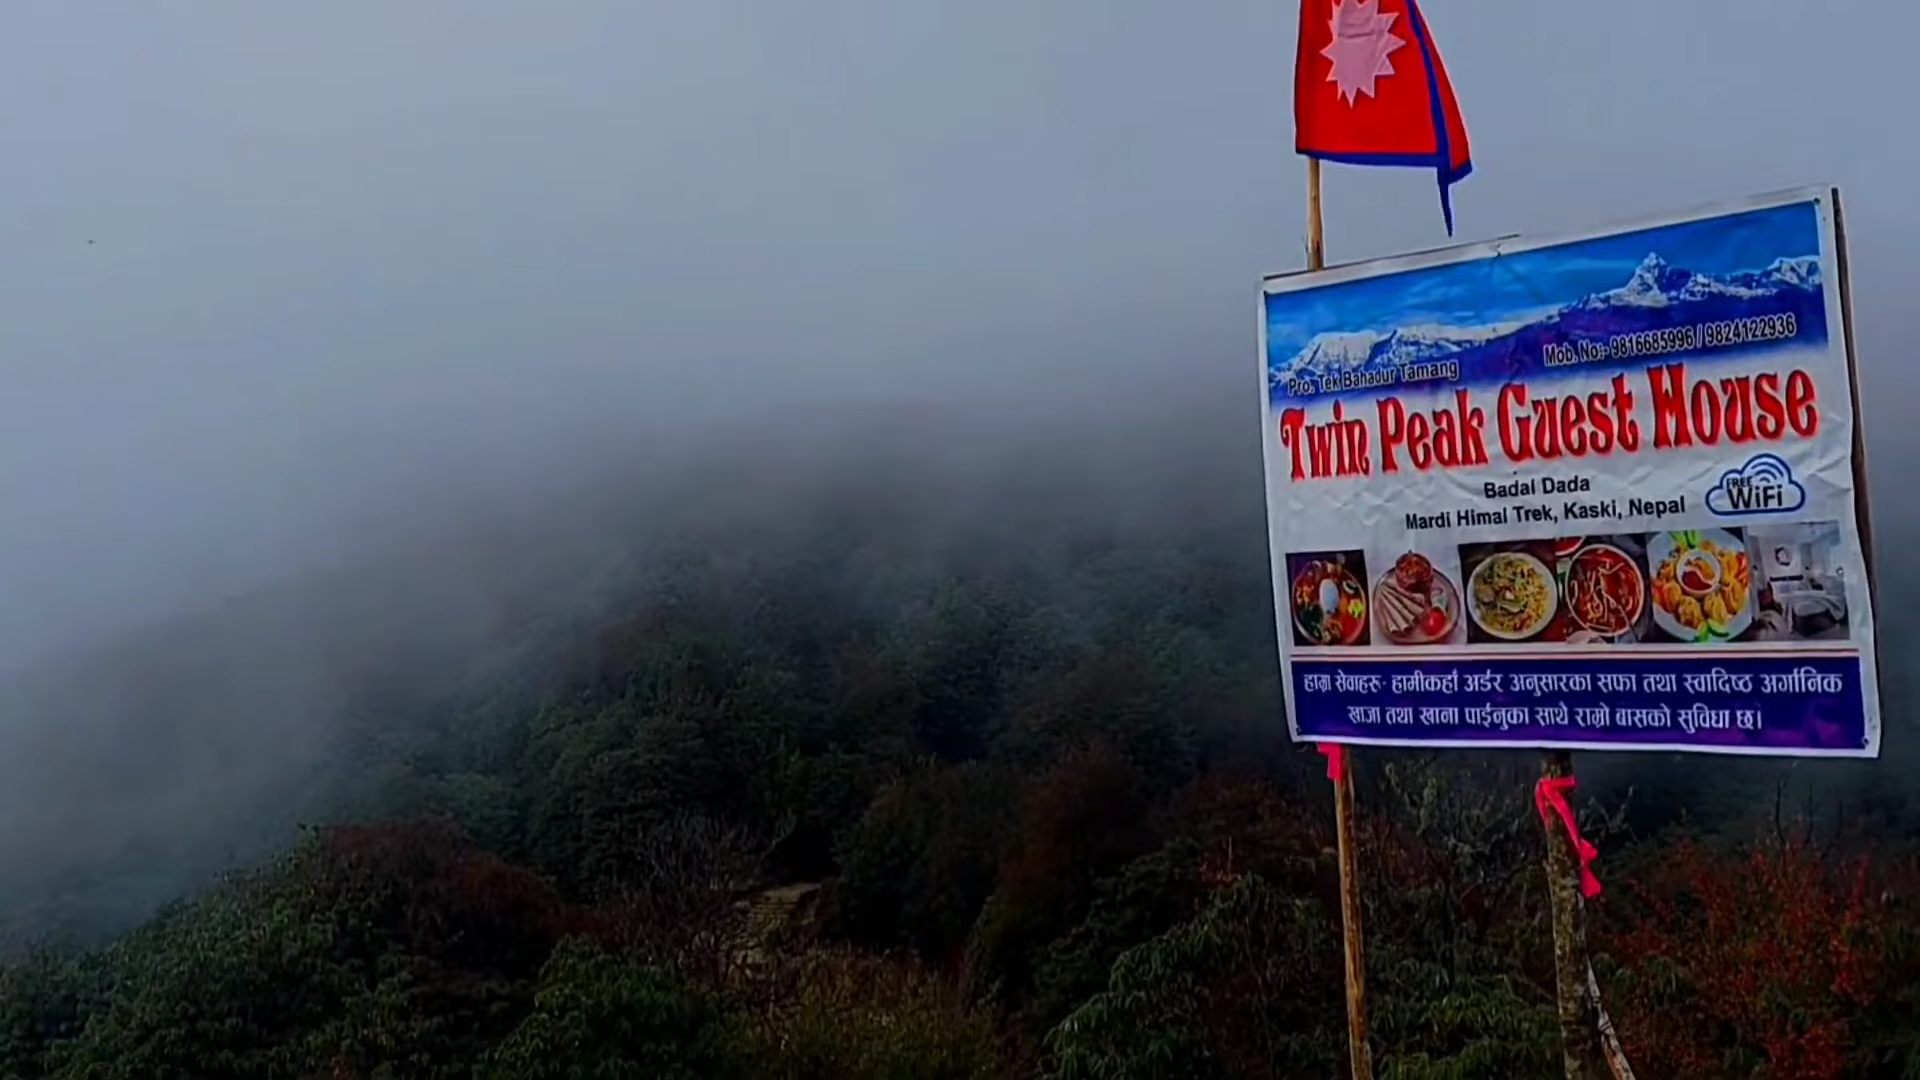 Pro. Tek Bahadur Tamang
Mob. No:- 9816685996 / 9824122936
Twin Peak Guest House
Badal Dada
Mardi Himal Trek, Kaski, Nepal
FREE
WiFi
हाम्रा सेवाहरुः- हामीकहाँ अर्डर अनुसारका सफा तथा स्वादिष्ठ अर्गानिक
खाजा तथा खाना पाईनुका साथै राम्रो बासको सुविधा छ।